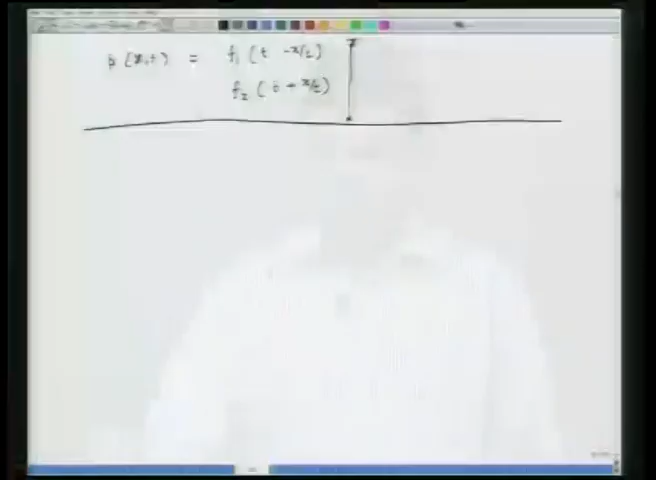 p (x,t) = f₁ (t - x/c)
f₂ (t + x/c)